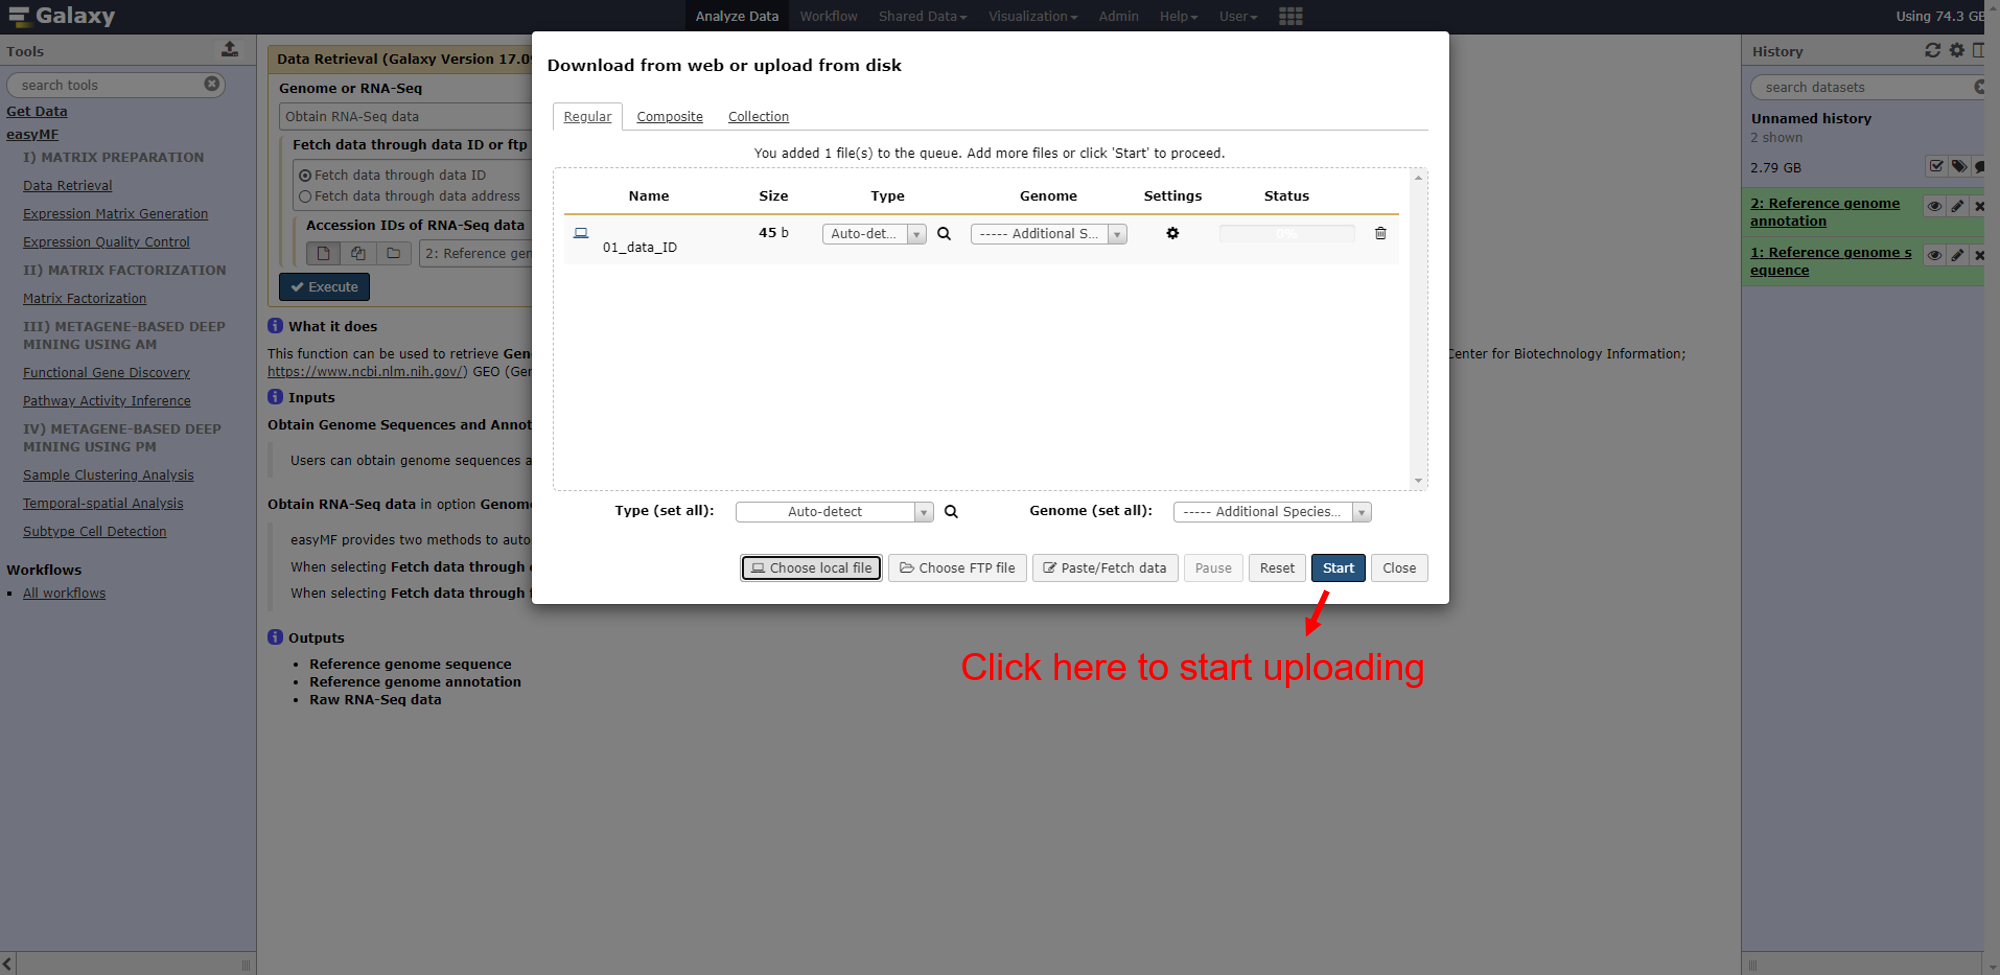 Galaxy
Analyze Data Workflow Shared Data Visualization Admin Help User
Using 74.3 GB
Tools
search tools
Get Data
easyMF
I) MATRIX PREPARATION
Data Retrieval
Expression Matrix Generation
Expression Quality Control
II) MATRIX FACTORIZATION
Matrix Factorization
III) METAGENE-BASED DEEP
MINING USING AM
Functional Gene Discovery
Pathway Activity Inference
IV) METAGENE-BASED DEEP
MINING USING PM
Sample Clustering Analysis
Temporal-spatial Analysis
Subtype Cell Detection
Workflows
All workflows
Data Retrieval (Galaxy Version 17.09
Genome or RNA-Seq
Obtain RNA-Seq data
Fetch data through data ID or ftp
Fetch data through data ID
Fetch data through data address
Accession IDs of RNA-Seq data
2: Reference gen
Execute
What it does
This function can be used to retrieve Gen
Center for Biotechnology Information;
https://www.ncbi.nlm.nih.gov/) GEO (Ger
Inputs
Obtain Genome Sequences and Annot
Users can obtain genome sequences a
Obtain RNA-Seq data in option Genome
easyMF provides two methods to auto
When selecting Fetch data through d
When selecting Fetch data through f
Outputs
Reference genome sequence
Reference genome annotation
Raw RNA-Seq data
Download from web or upload from disk
Regular Composite Collection
You added 1 file(s) to the queue. Add more files or click 'Start' to proceed.
Name Size Type Genome Settings Status
01_data_ID 45 b Auto-det... ----- Additional S... 0%
Type (set all): Auto-detect Genome (set all): ----- Additional Species...
Choose local file Choose FTP file Paste/Fetch data Pause Reset Start Close
Click here to start uploading
History
search datasets
Unnamed history
2 shown
2.79 GB
2: Reference genome
annotation
1: Reference genome s
equence